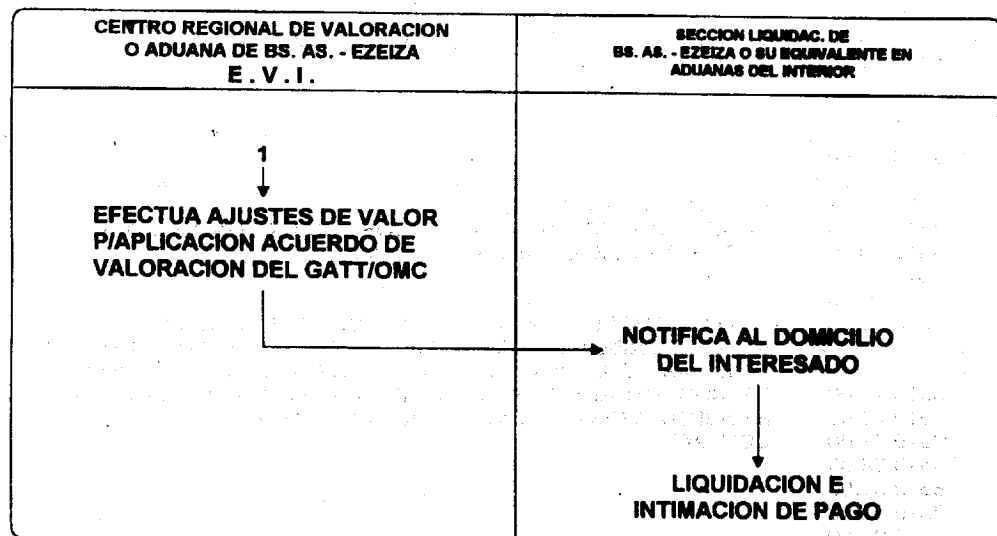 CENTRO REGIONAL DE VALORACION
O ADUANA DE BS. AS. - EZEIZA
E . V . I .
SECCION LIQUIDAC. DE
BS. AS. - EZEIZA O SU EQUIVALENTE EN
ADUANAS DEL INTERIOR
1
EFECTUA AJUSTES DE VALOR
P/APLICACION ACUERDO DE
VALORACION DEL GATT/OMC
NOTIFICA AL DOMICILIO
DEL INTERESADO
LIQUIDACION E
INTIMACION DE PAGO